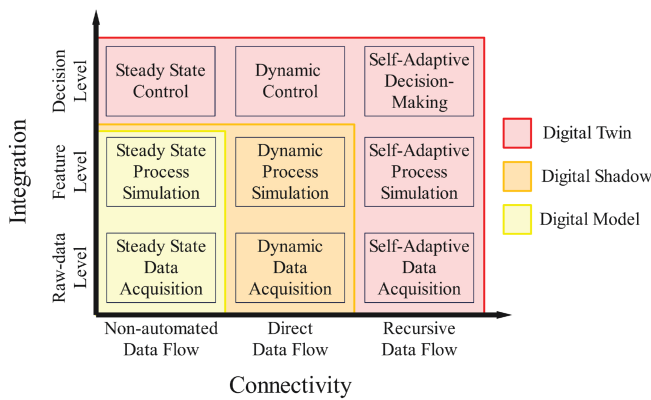 Integration
Decision
Level
Feature
Level
Raw-data
Level
Steady State
Control
Dynamic
Control
Self-Adaptive
Decision-
Making
Steady State
Process
Simulation
Dynamic
Process
Simulation
Self-Adaptive
Process
Simulation
Steady State
Data
Acquisition
Dynamic
Data
Acquisition
Self-Adaptive
Data
Acquisition
Non-automated
Data Flow
Direct
Data Flow
Recursive
Data Flow
Connectivity
Digital Twin
Digital Shadow
Digital Model